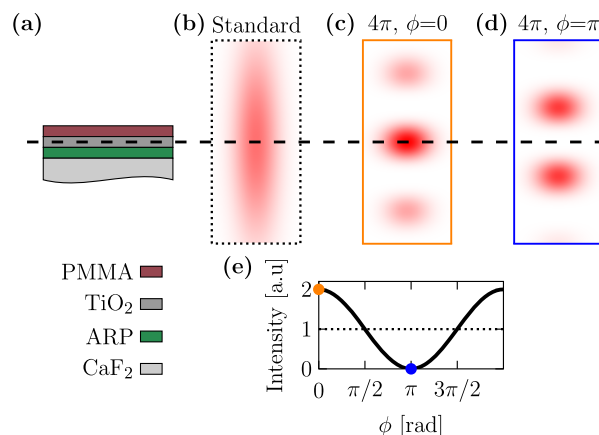 (a)
(b) Standard
(c) 4π, ϕ=0
(d) 4π, ϕ=π
PMMA
TiO₂
ARP
CaF₂
(e)
Intensity [a.u]
2
1
0
0 π/2 π 3π/2
ϕ [rad]